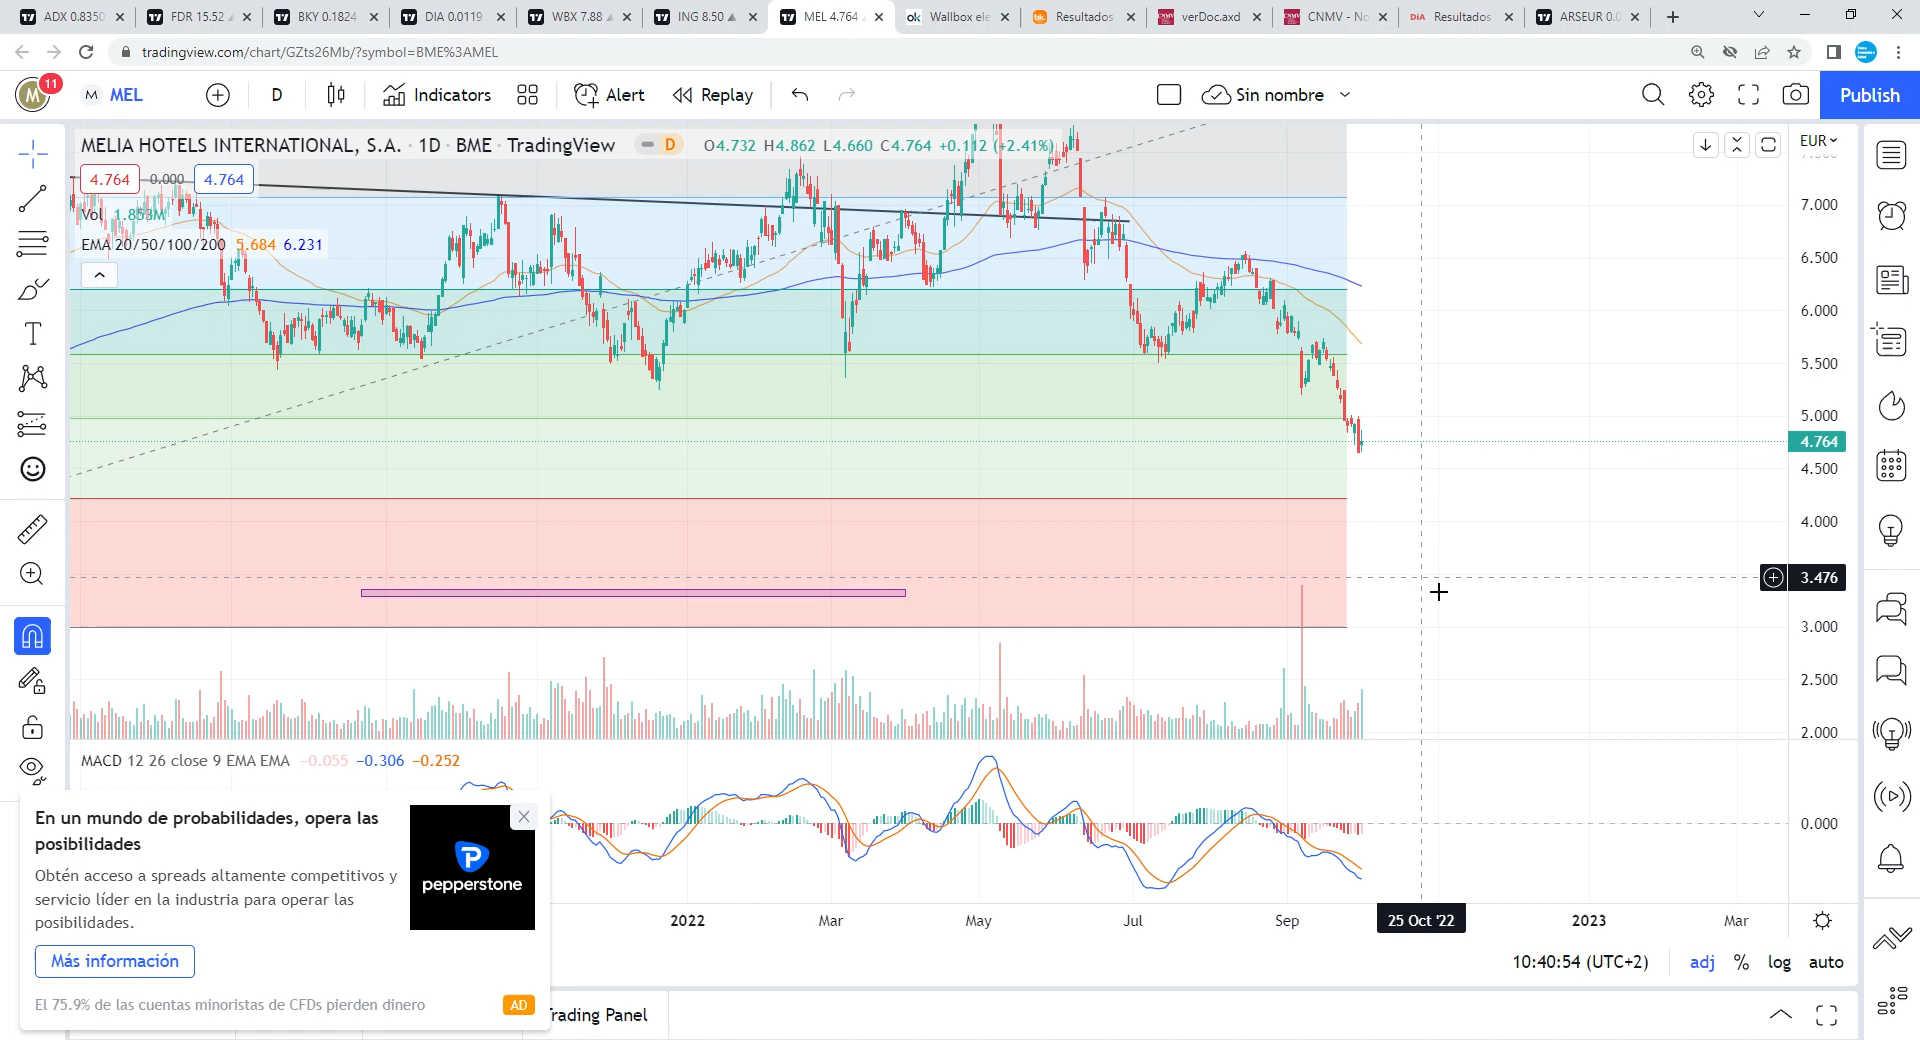 ADX 0.8350
FDR 15.52
BKY 0.1824
DIA 0.0119
WBX 7.88
ING 8.50
MEL 4.764
Wallbox ele
Resultados
verDoc.axd
CNMV - No
Resultados
ARSEUR 0.0
tradingview.com/chart/GZts26Mb/?symbol=BME%3AMEL
M 11
M MEL
D
Indicators
Alert
Replay
Sin nombre
Publish
MELIA HOTELS INTERNATIONAL, S.A. · 1D · BME · TradingView
D
O4.732 H4.862 L4.660 C4.764 +0.112 (+2.41%)
EUR
4.764 0.000 4.764
Vol 1.853M
EMA 20/50/100/200 5.684 6.231
7.500
7.000
6.500
6.000
5.500
5.000
4.764
4.500
4.000
3.476
3.000
2.500
2.000
MACD 12 26 close 9 EMA EMA −0.055 −0.306 −0.252
0.000
2022
Mar
May
Jul
Sep
25 Oct '22
2023
Mar
10:40:54 (UTC+2)
adj
%
log
auto
En un mundo de probabilidades, opera las
posibilidades
Obtén acceso a spreads altamente competitivos y
servicio líder en la industria para operar las
posibilidades.
pepperstone
Más información
El 75.9% de las cuentas minoristas de CFDs pierden dinero
AD
Trading Panel